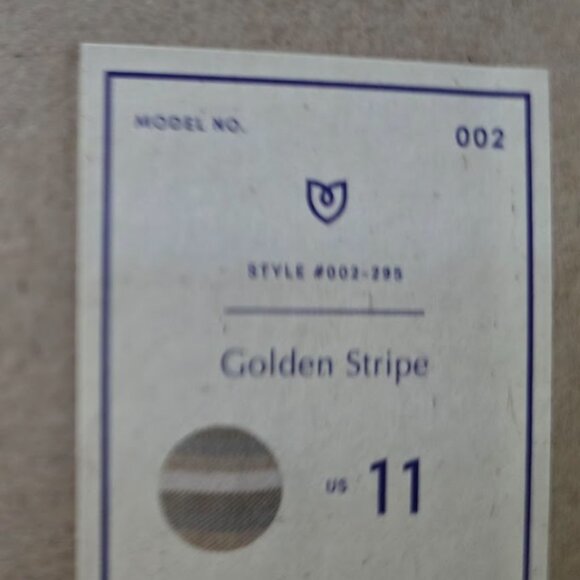 MODEL NO. 002
STYLE #002-295
Golden Stripe
US 11